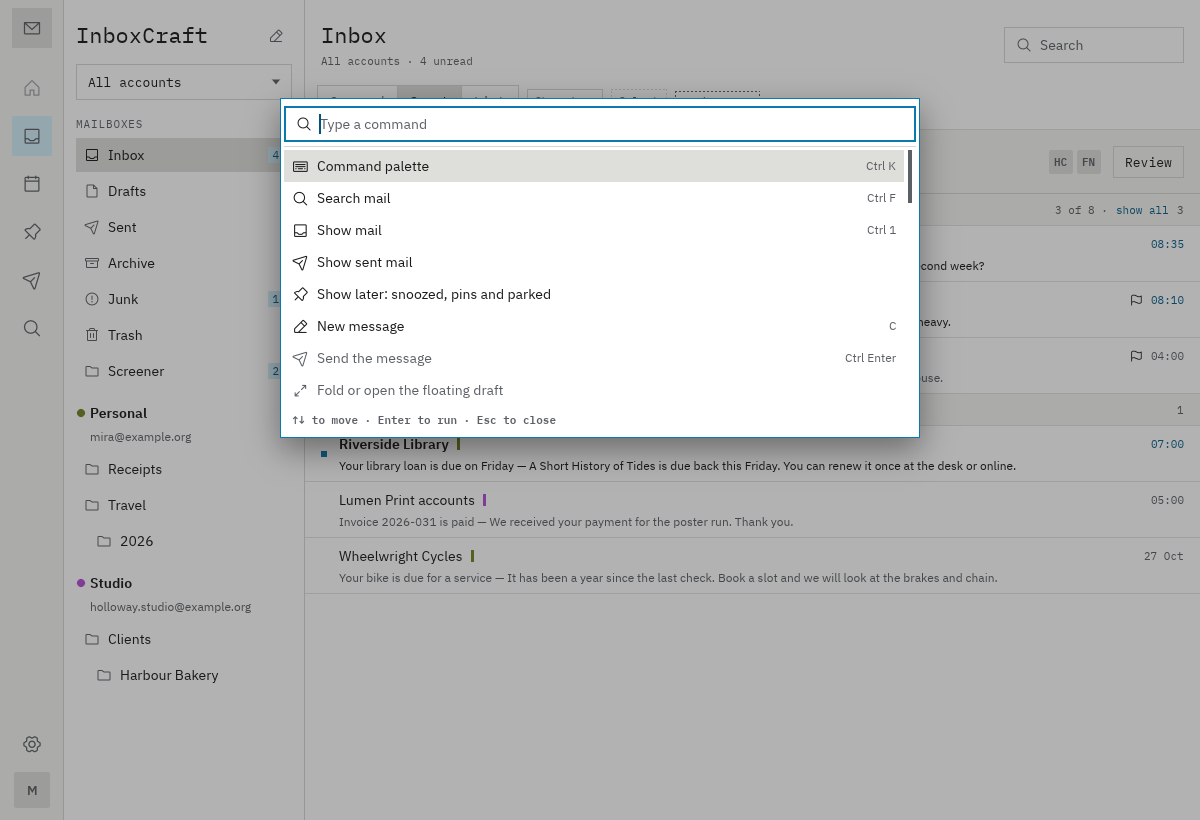 InboxCraft
All accounts
MAILBOXES
Inbox 4
Drafts
Sent
Archive
Junk 1
Trash
Screener 2
Personal
mira@example.org
Receipts
Travel
2026
Studio
holloway.studio@example.org
Clients
Harbour Bakery
M
Inbox
All accounts · 4 unread
Search
Type a command
Command palette Ctrl K
Search mail Ctrl F
Show mail Ctrl 1
Show sent mail
Show later: snoozed, pins and parked
New message C
Send the message Ctrl Enter
Fold or open the floating draft
↑↓ to move · Enter to run · Esc to close
HC FN Review
3 of 8 · show all 3
08:35
week?
08:10
04:00
1
Riverside Library 07:00
Your library loan is due on Friday — A Short History of Tides is due back this Friday. You can renew it once at the desk or online.
Lumen Print accounts 05:00
Invoice 2026-031 is paid — We received your payment for the poster run. Thank you.
Wheelwright Cycles 27 Oct
Your bike is due for a service — It has been a year since the last check. Book a slot and we will look at the brakes and chain.